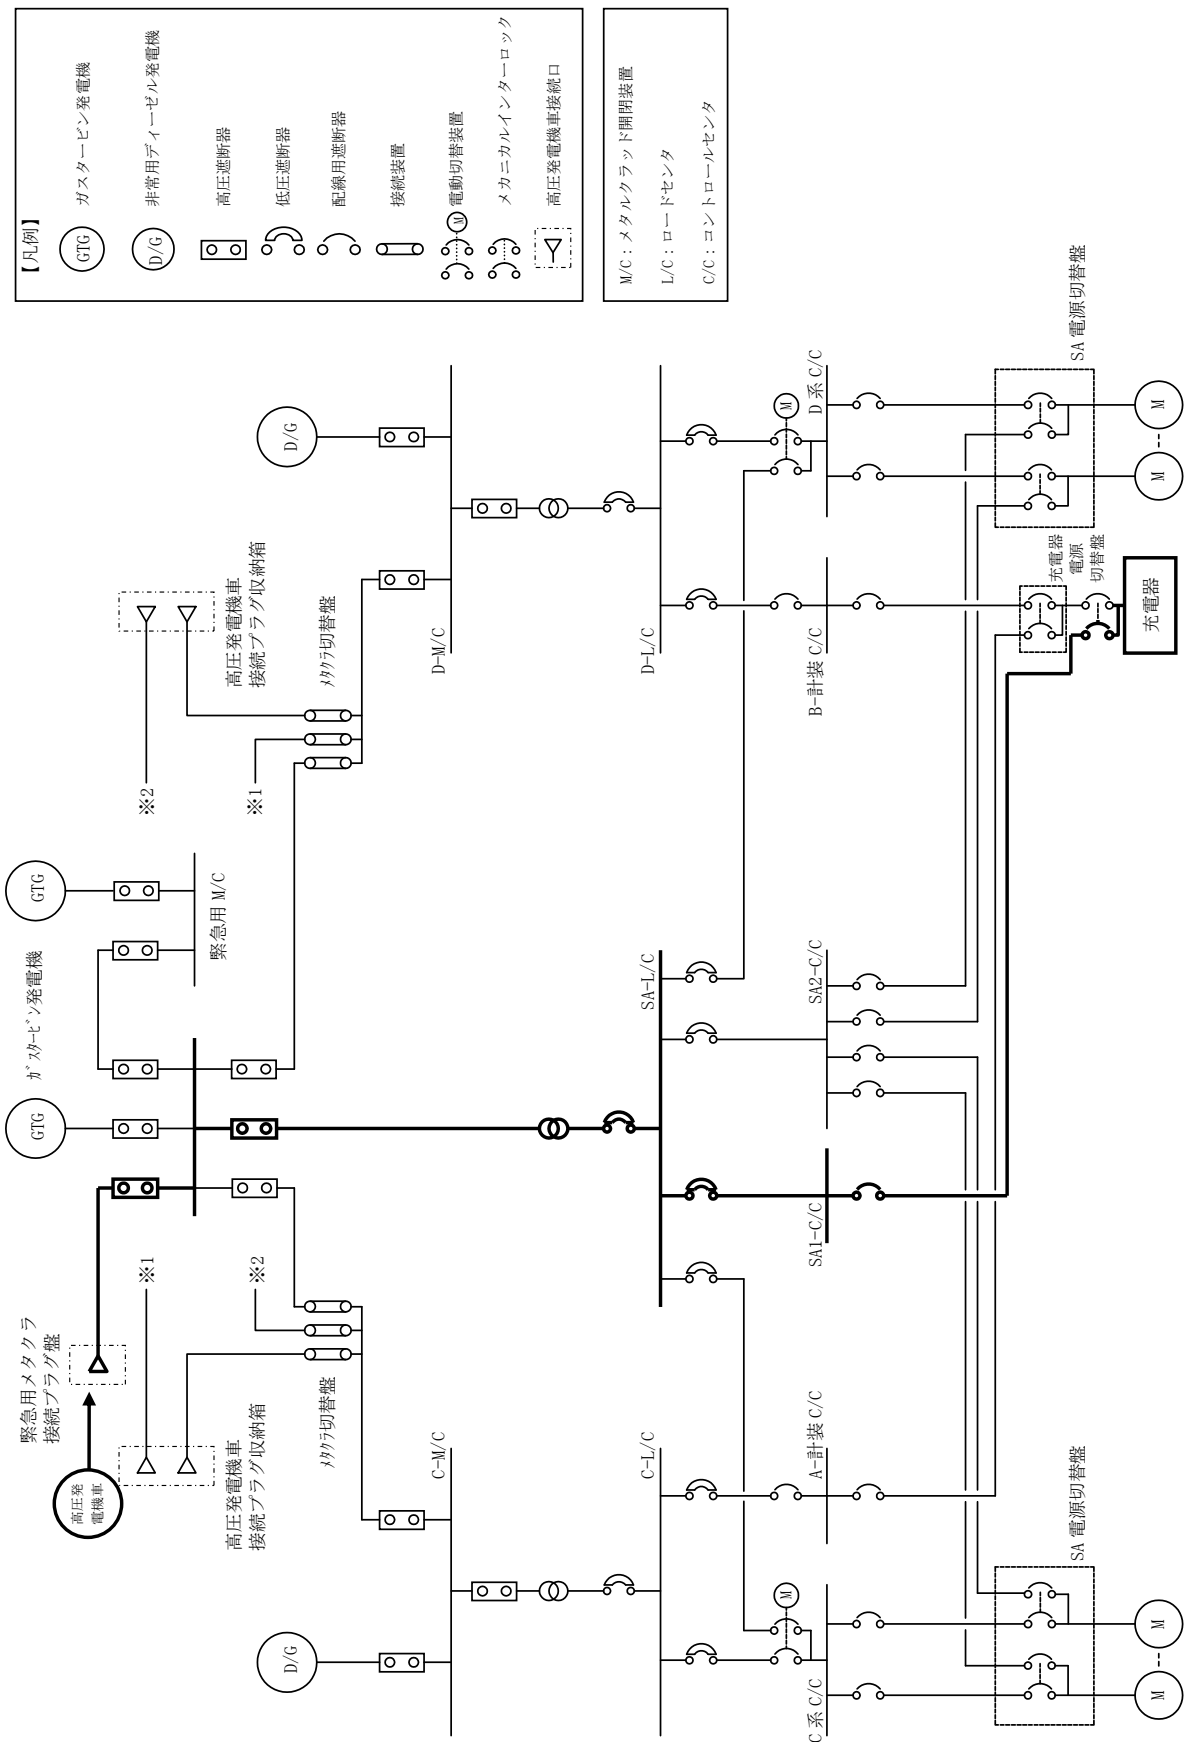 【凡例】
GTG ガスタービン発電機
D/G 非常用ディーゼル発電機
高圧遮断器
低圧遮断器
配線用遮断器
接続装置
M 電動切替装置
メカニカルインターロック
高圧発電機車接続口
M/C：メタルクラッド開閉装置
L/C：ロードセンタ
C/C：コントロールセンタ
高圧発
電機車
緊急用メタクラ
接続プラグ盤
GTG
ｶﾞｽﾀｰﾋﾞﾝ発電機
GTG
緊急用 M/C
※1
※2
高圧発電機車
接続プラグ収納箱
ﾒﾀｸﾗ切替盤
※2
※1
高圧発電機車
接続プラグ収納箱
ﾒﾀｸﾗ切替盤
D/G
D/G
C-M/C
D-M/C
C-L/C
SA-L/C
D-L/C
M
M
C 系 C/C
A-計装 C/C
SA1-C/C
SA2-C/C
B-計装 C/C
D 系 C/C
SA 電源切替盤
充電器
電源
切替盤
SA 電源切替盤
M
M
充電器
M
M